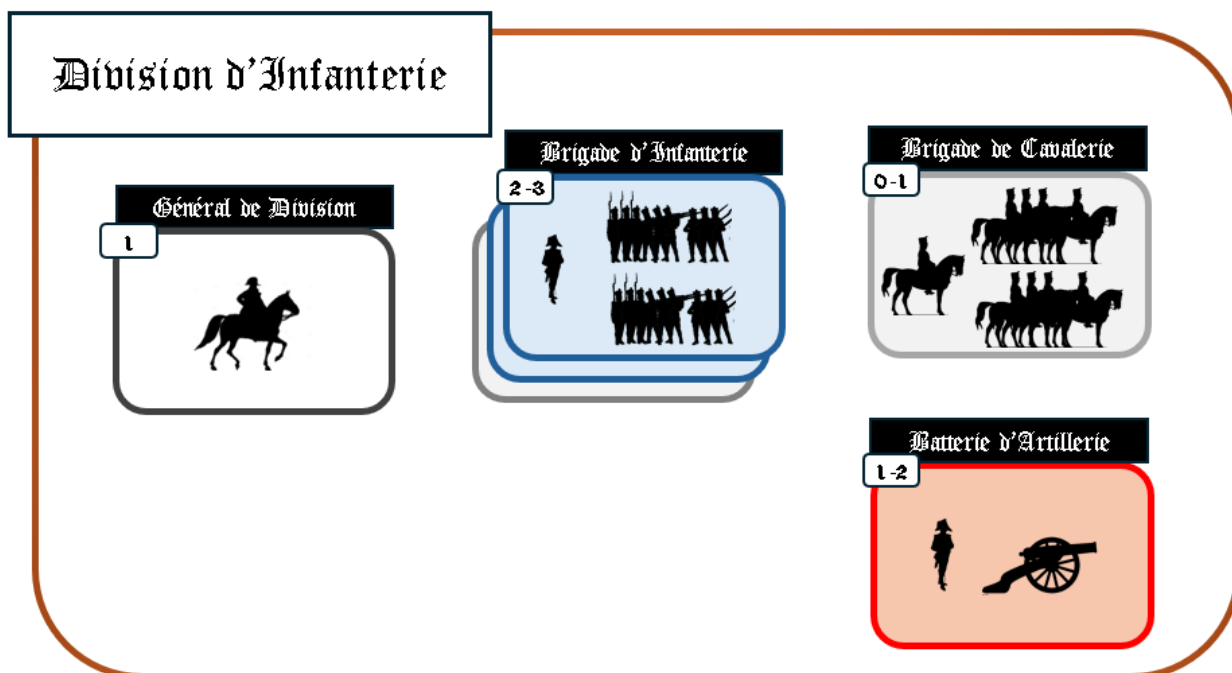 Division d'Infanterie
Général de Division
1
Brigade d'Infanterie
2-3
Brigade de Cavalerie
0-1
Batterie d'Artillerie
1-2